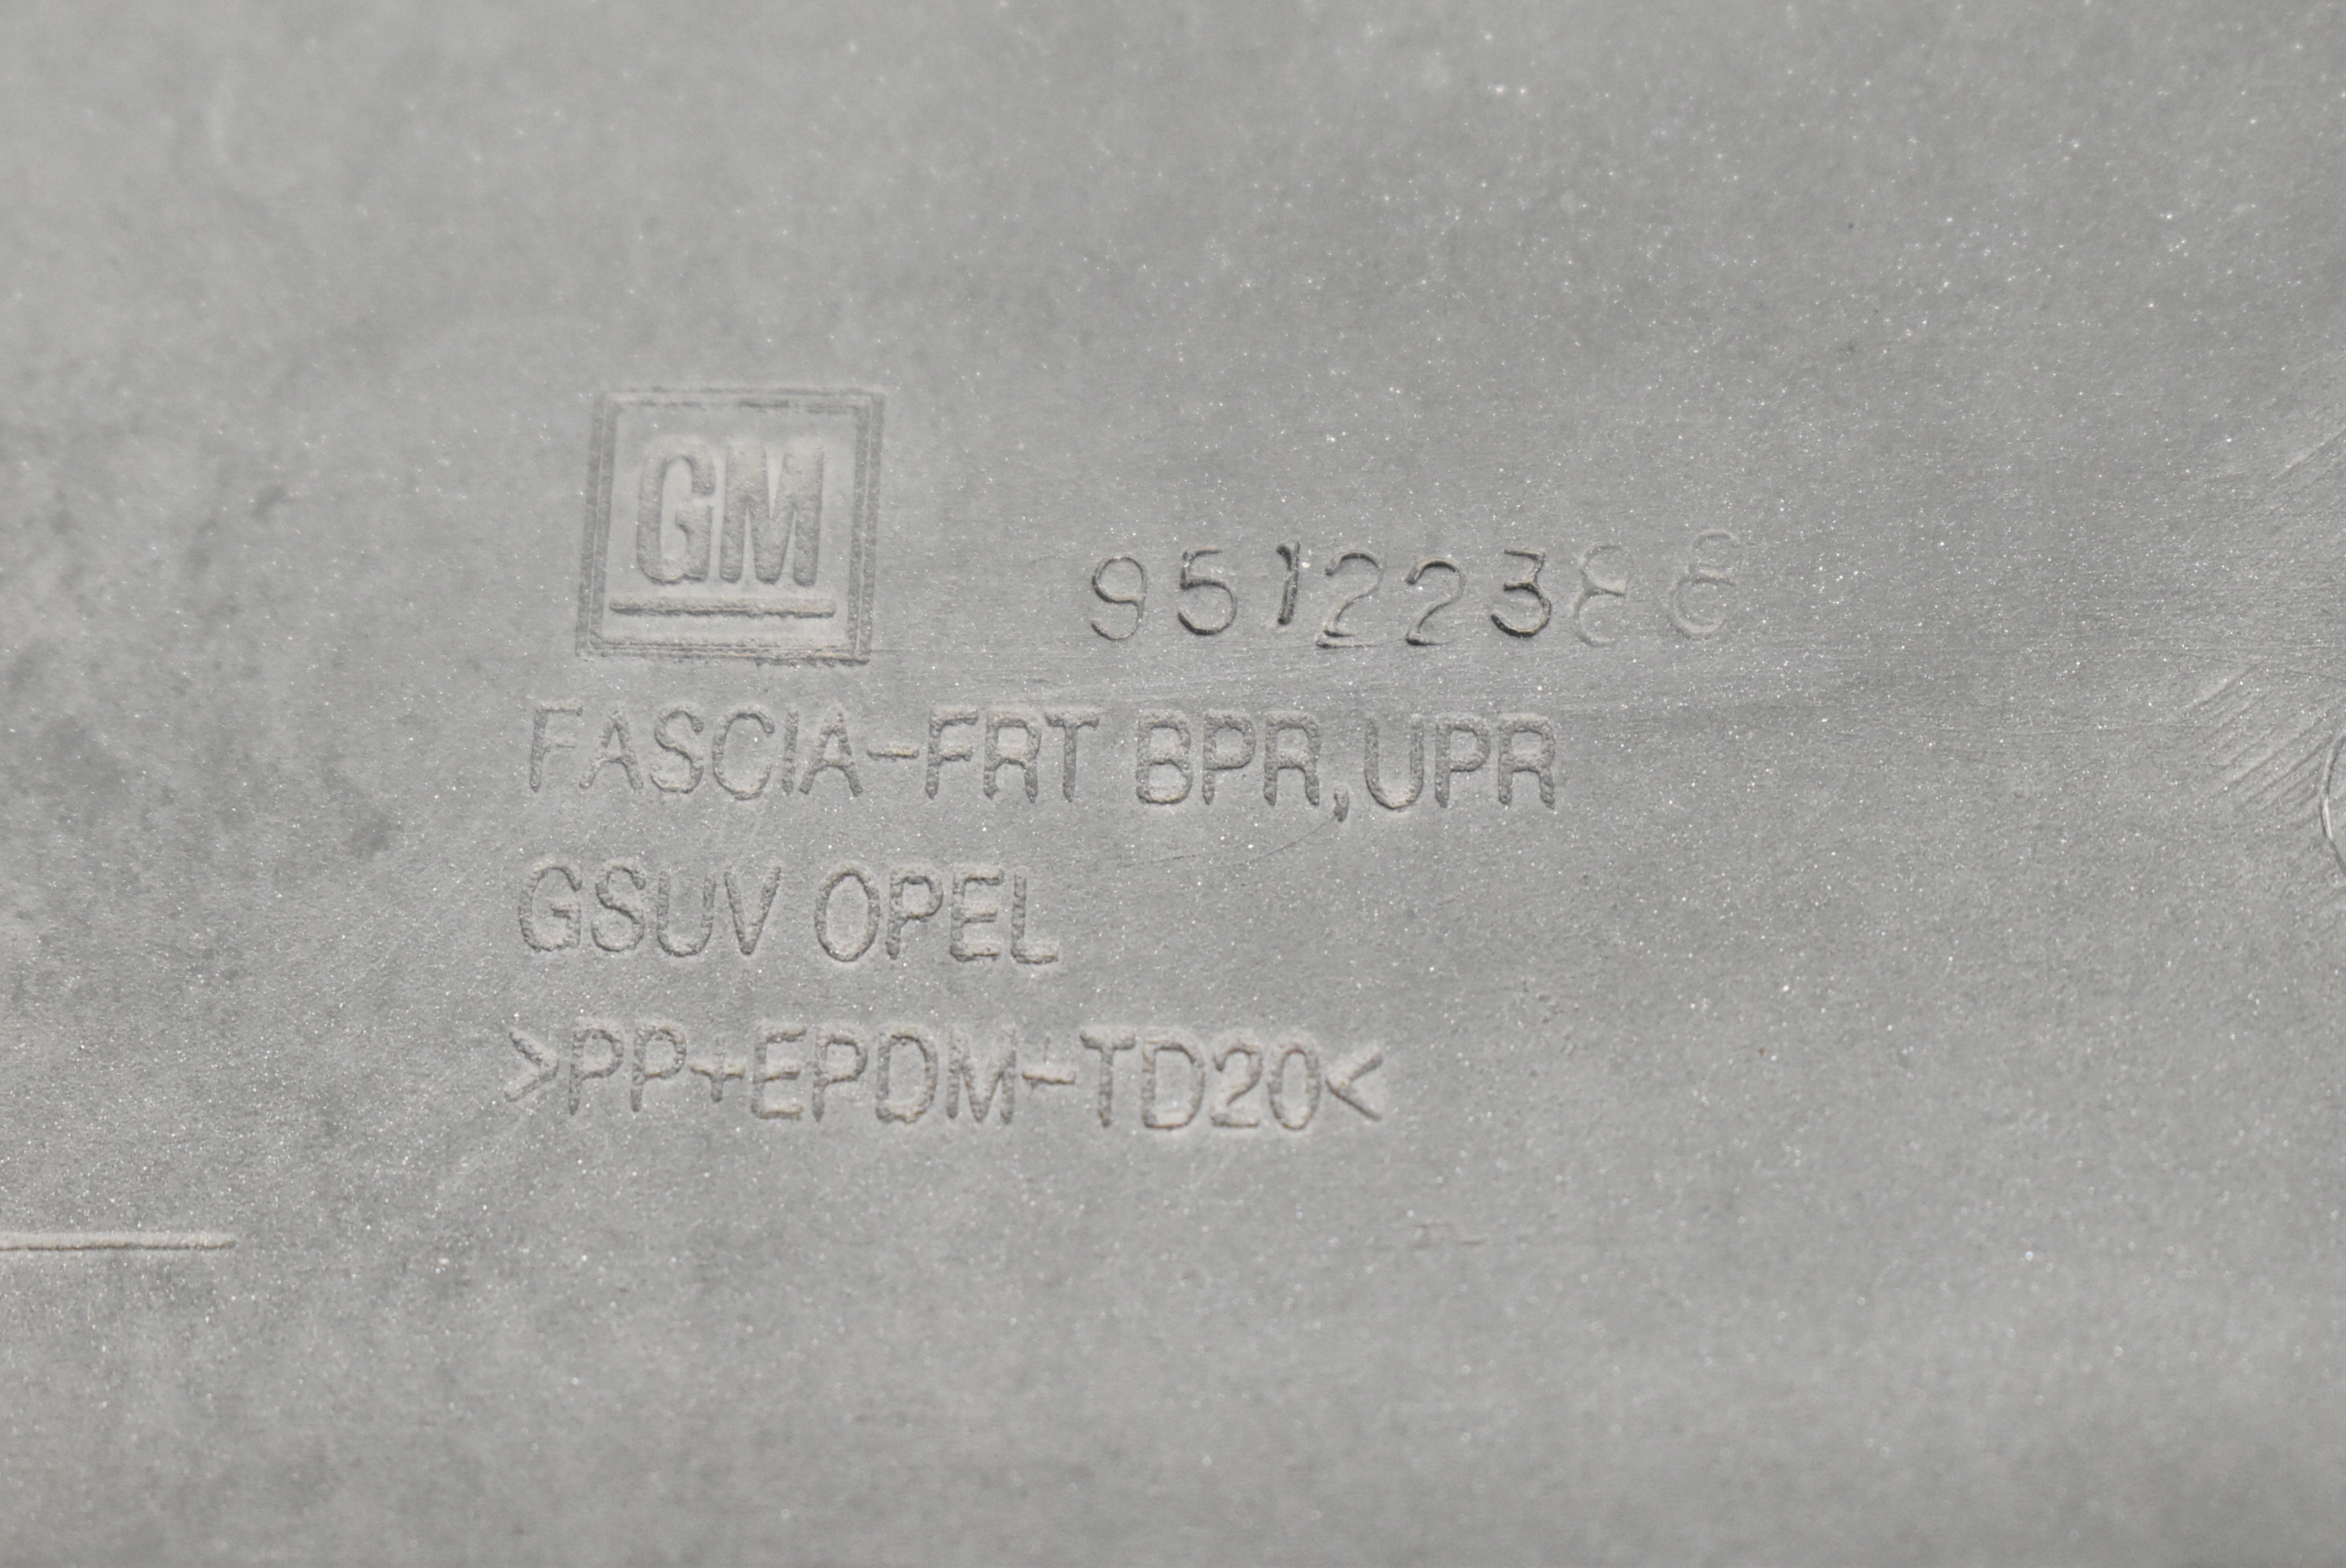 GM
95122388
FASCIA-FRT BPR,UPR
GSUV OPEL
>PP+EPDM-TD20<